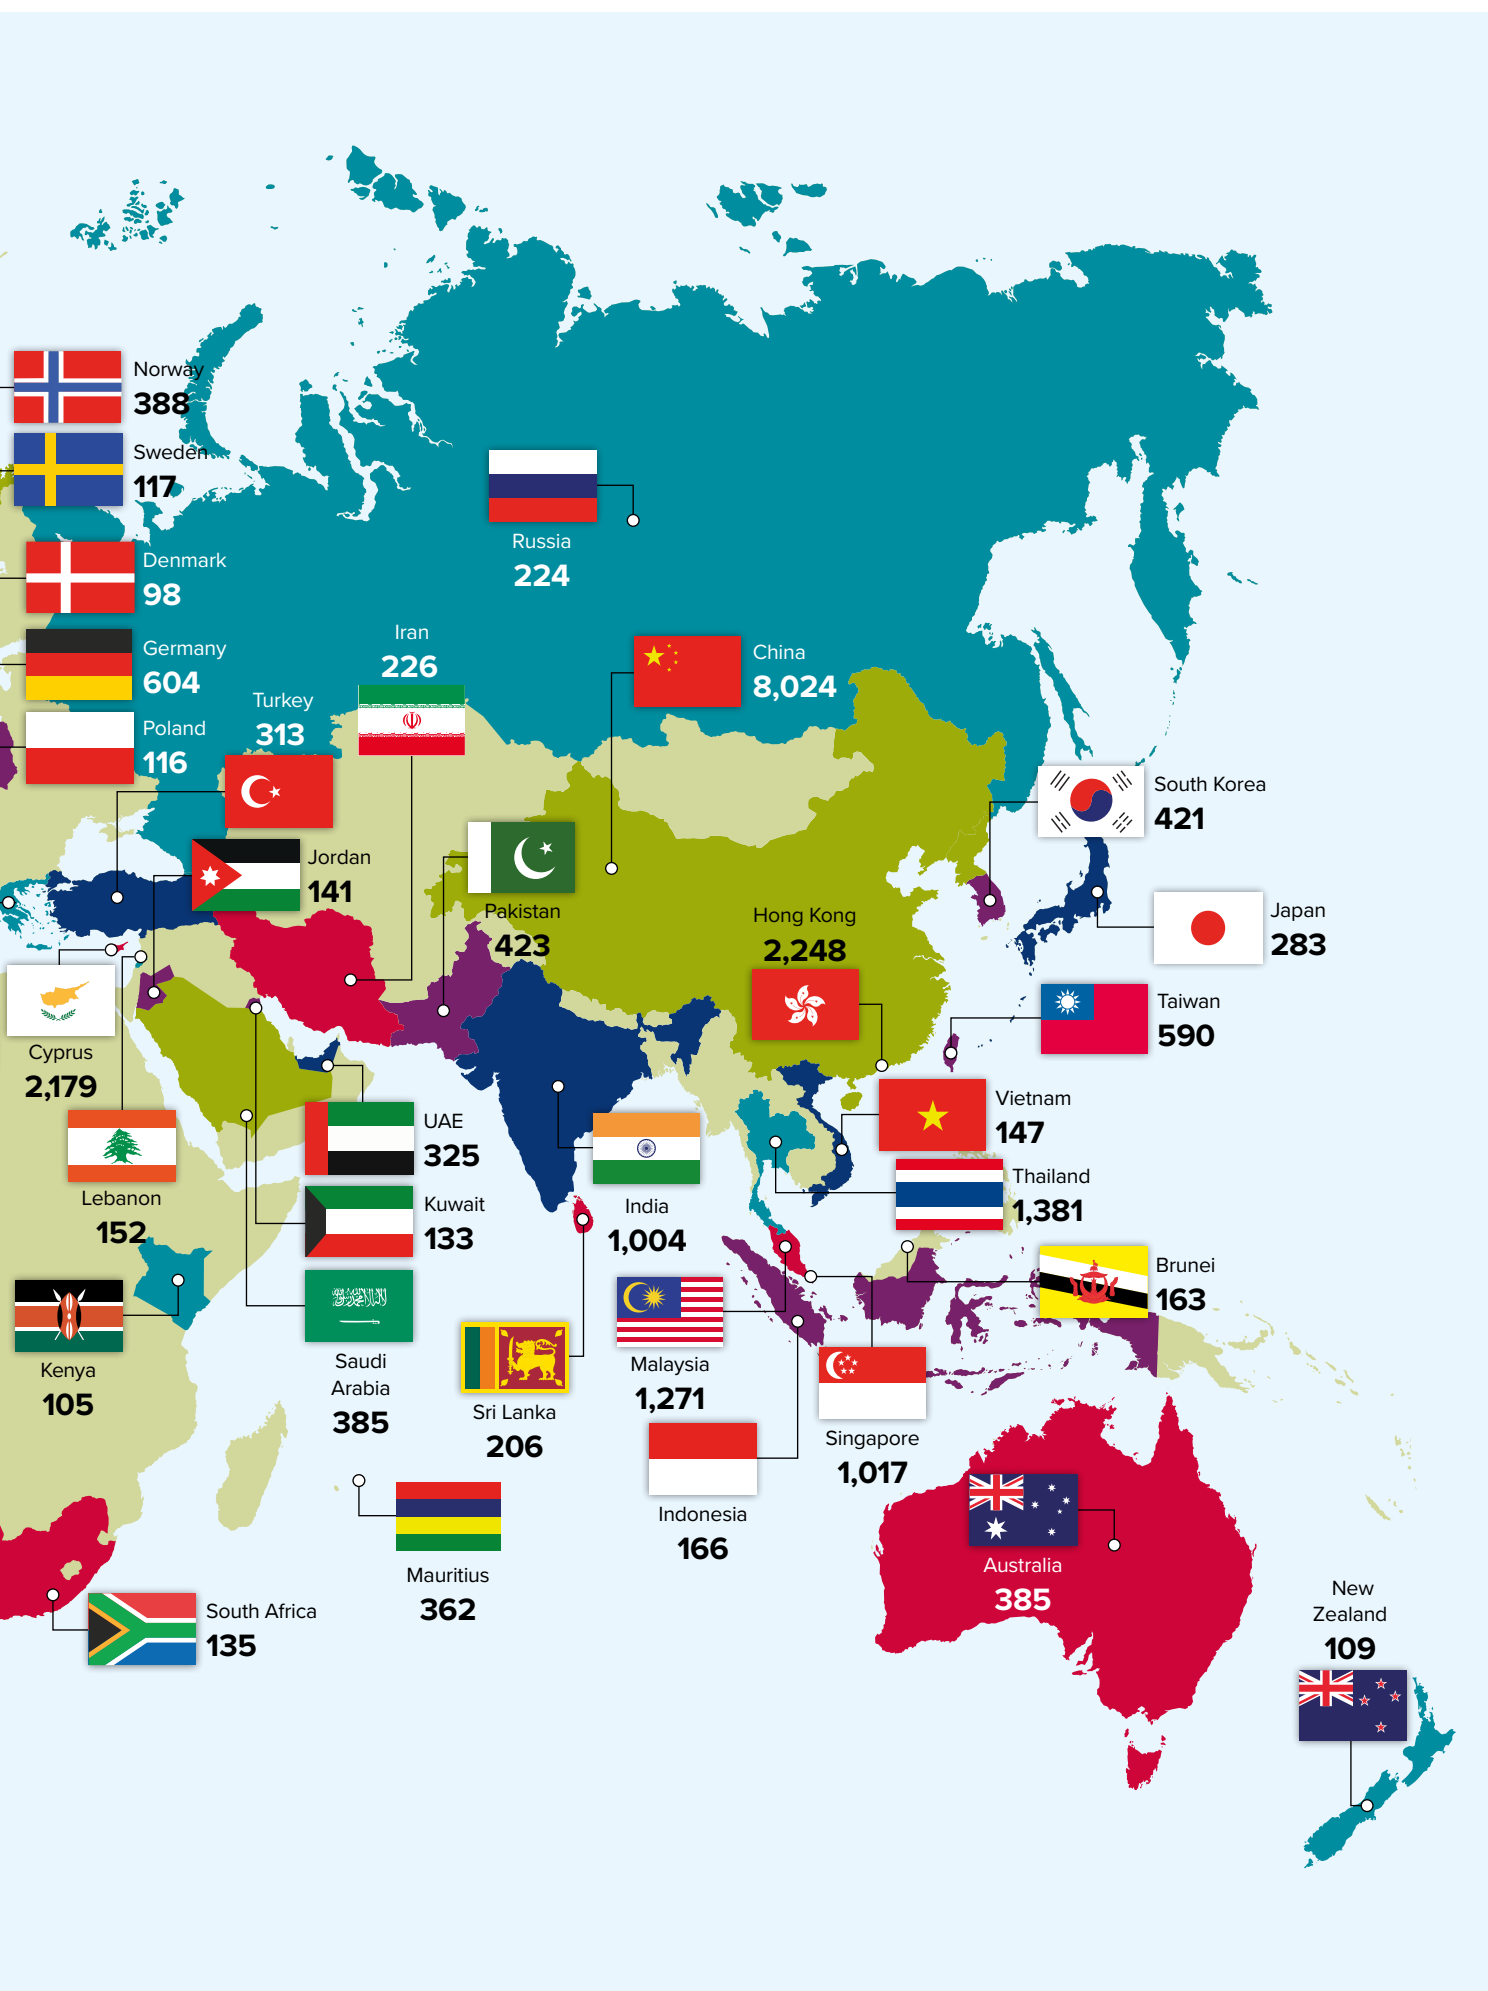 Norway
388
Sweden
117
Denmark
98
Germany
604
Poland
116
Russia
224
Iran
226
Turkey
313
China
8,024
South Korea
421
Jordan
141
Pakistan
423
Hong Kong
2,248
Japan
283
Taiwan
590
Cyprus
2,179
UAE
325
Vietnam
147
Thailand
1,381
Lebanon
152
Kuwait
133
India
1,004
Brunei
163
Kenya
105
Saudi
Arabia
385
Sri Lanka
206
Malaysia
1,271
Singapore
1,017
Indonesia
166
Mauritius
362
Australia
385
South Africa
135
New
Zealand
109